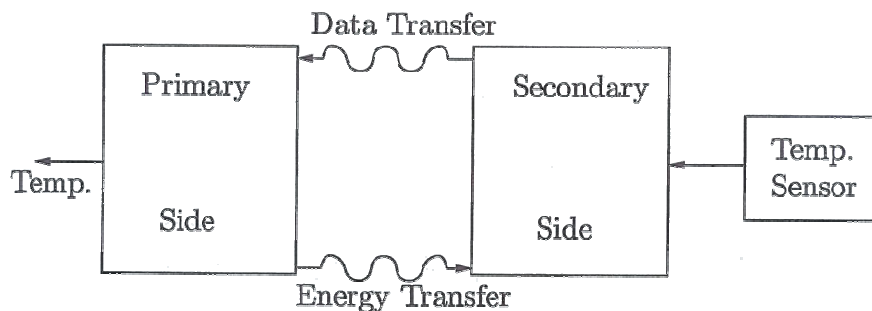 Data Transfer
Primary
Secondary
Temp.
Sensor
Temp.
Side
Side
Energy Transfer